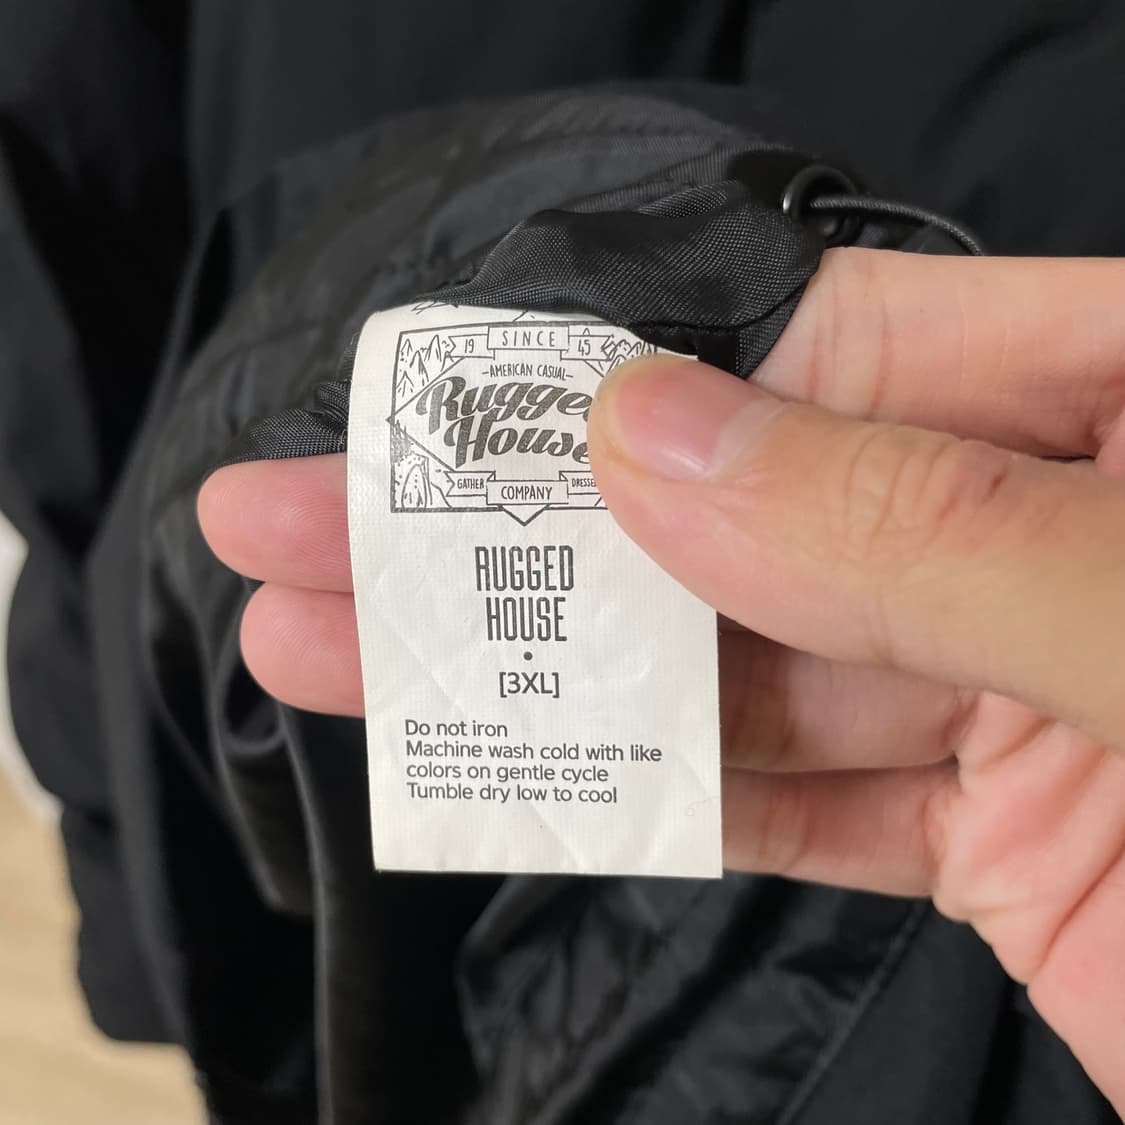 19 SINCE 45
-AMERICAN CASUAL-
House
GATHER COMPANY
RUGGED
HOUSE
•
[3XL]
Do not iron
Machine wash cold with like
colors on gentle cycle
Tumble dry low to cool